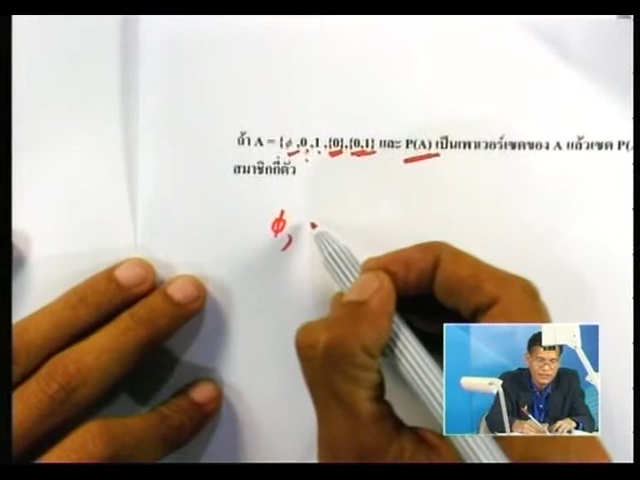 ถ้า A = {ϕ ,0 ,1 ,{0},{0,1} และ P(A) เป็นเพาเวอร์เซตของ A แล้วเซต P(A
สมาชิกกี่ตัว
ϕ ,